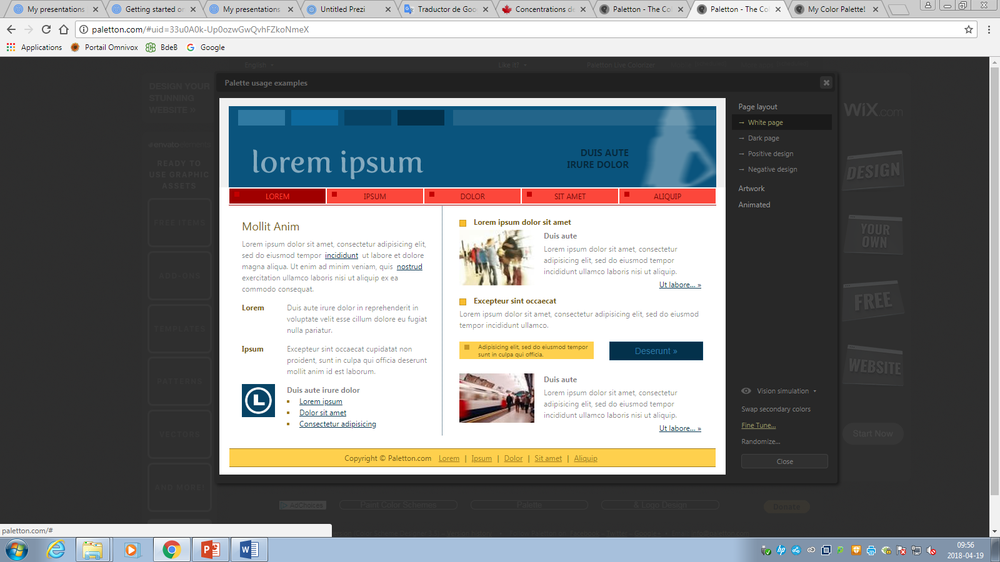 My presentations
Getting started or
My presentations
Untitled Prezi
Traductor de Goo
Concentrations de
Paletton - The Co
Paletton - The Co
My Color Palette!
paletton.com/#uid=33u0A0k-Up0ozwGwQvhFZkoNmeX
Applications
Portail Omnivox
BdeB
Google
English
Like it?
Paletton Live Colorizer
DESIGN YOUR
STUNNING
WEBSITE »
envatoelements
READY TO
USE GRAPHIC
ASSETS
FREE ITEMS
ADD-ONS
TEMPLATES
PATTERNS
VECTORS
AND MORE!
Palette usage examples
lorem ipsum
DUIS AUTE
IRURE DOLOR
LOREM
IPSUM
DOLOR
SIT AMET
ALIQUIP
Mollit Anim
Lorem ipsum dolor sit amet, consectetur adipisicing elit,
sed do eiusmod tempor incididunt ut labore et dolore
magna aliqua. Ut enim ad minim veniam, quis nostrud
exercitation ullamco laboris nisi ut aliquip ex ea
commodo consequat.
Lorem
Duis aute irure dolor in reprehenderit in
voluptate velit esse cillum dolore eu fugiat
nulla pariatur.
Ipsum
Excepteur sint occaecat cupidatat non
proident, sunt in culpa qui officia deserunt
mollit anim id est laborum.
L
Duis aute irure dolor
Lorem ipsum
Dolor sit amet
Consectetur adipisicing
Lorem ipsum dolor sit amet
Duis aute
Lorem ipsum dolor sit amet, consectetur
adipisicing elit, sed do eiusmod tempor
incididunt ullamco laboris nisi ut aliquip.
Ut labore... »
Excepteur sint occaecat
Lorem ipsum dolor sit amet, consectetur adipisicing elit, sed do eiusmod
tempor incididunt ullamco.
Adipisicing elit, sed do eiusmod tempor
sunt in culpa qui officia.
Deserunt »
Duis aute
Lorem ipsum dolor sit amet, consectetur
adipisicing elit, sed do eiusmod tempor
incididunt ullamco laboris nisi ut aliquip.
Ut labore... »
Copyright © Paletton.com Lorem | Ipsum | Dolor | Sit amet | Aliquip
Page layout
→ White page
→ Dark page
→ Positive design
→ Negative design
Artwork
Animated
Vision simulation
Swap secondary colors
Fine Tune...
Randomize...
Close
WiX.com
DESIGN
YOUR
OWN
FREE
WEBSITE
Start Now
AdChoices
Paint Color Schemes
Palette
& Logo Design
Donate
paletton.com/#
09:56
2018-04-19